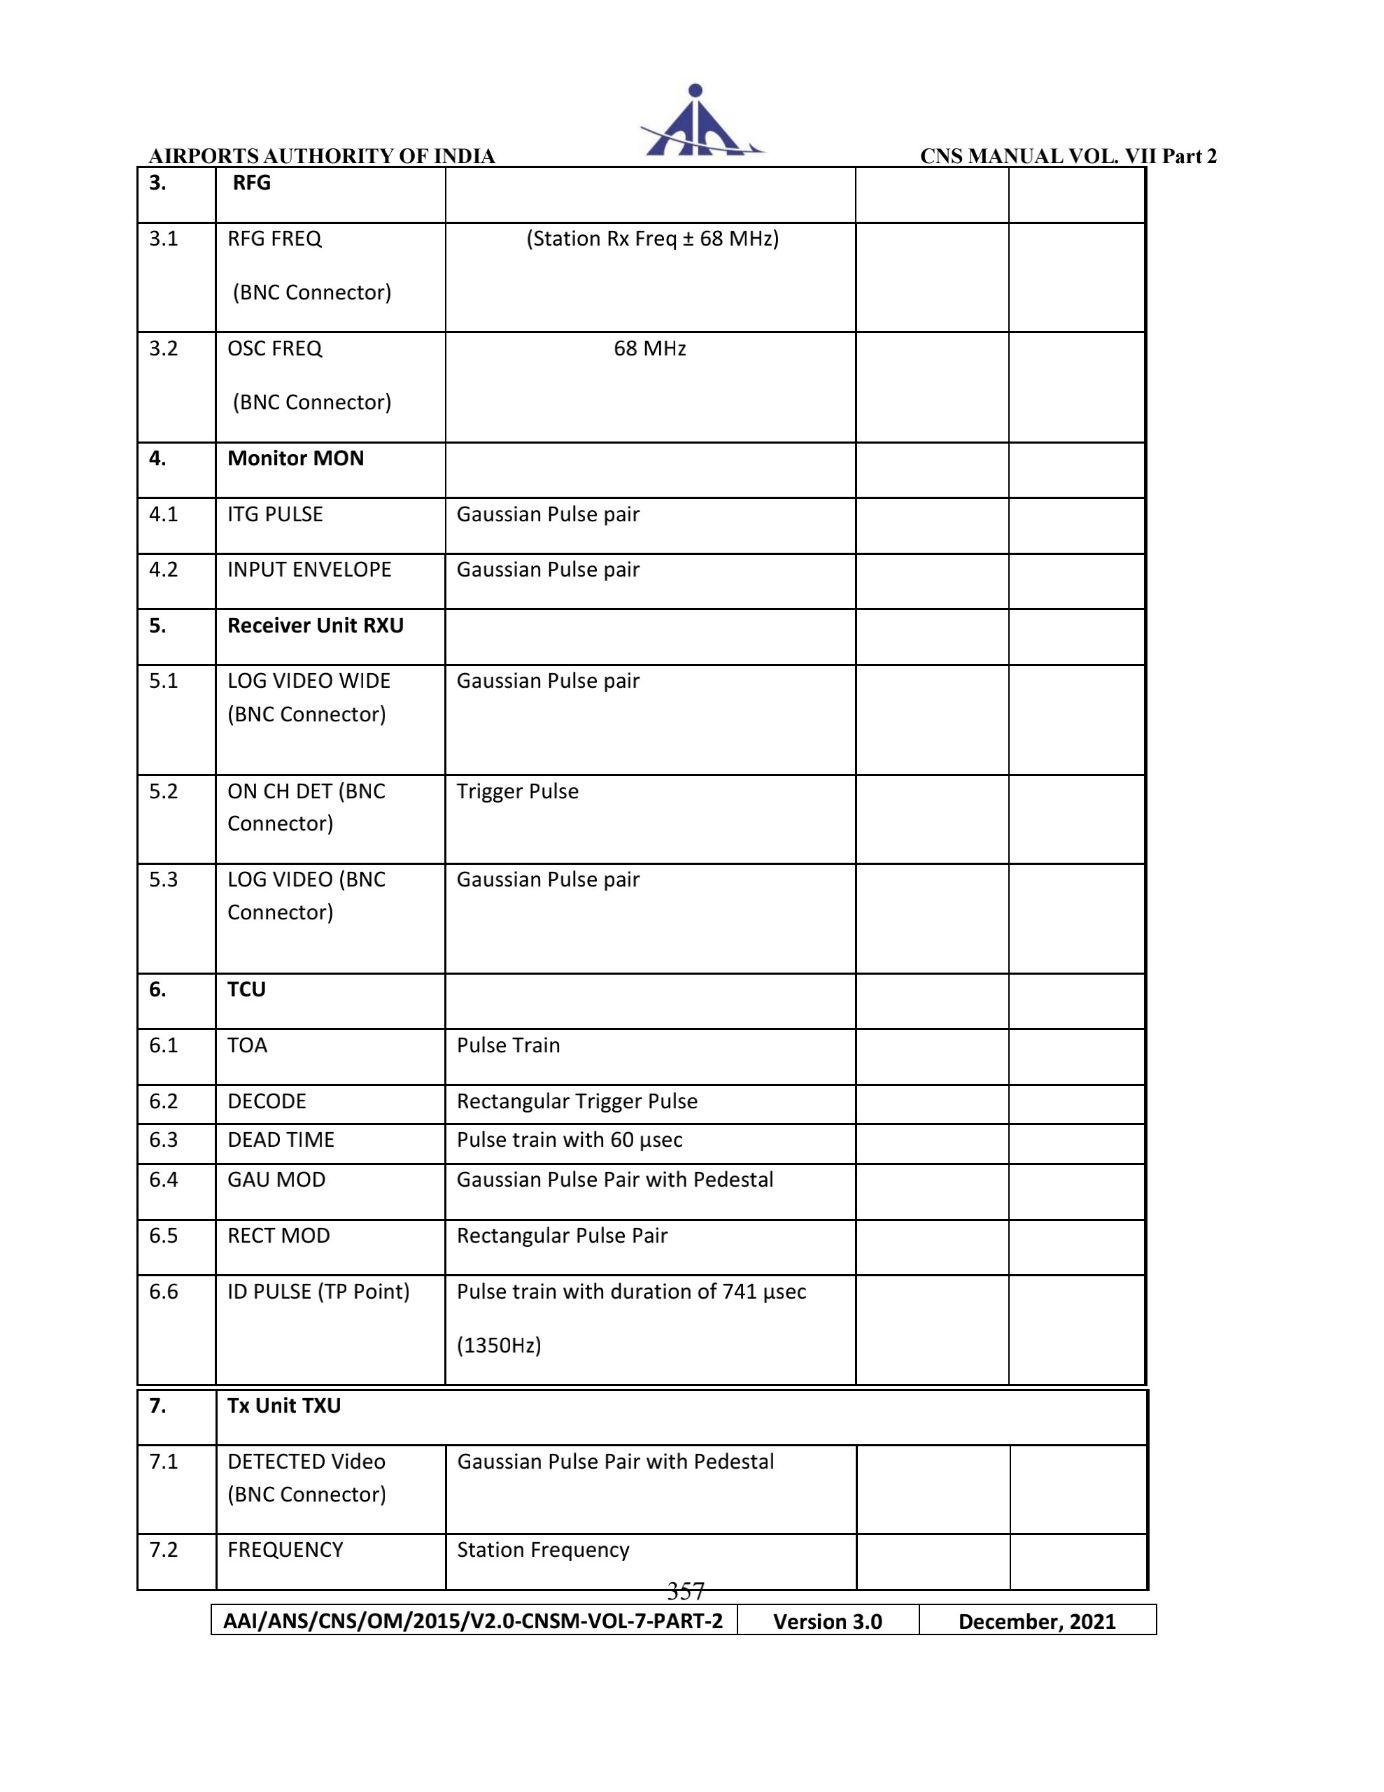 AIRPORTS AUTHORITY OF INDIA CNS MANUAL VOL. VII Part 2
3. RFG
3.1 RFG FREQ (Station Rx Freq ± 68 MHz)
(BNC Connector)
3.2 OSC FREQ 68 MHz
(BNC Connector)
4. Monitor MON
4.1 ITG PULSE Gaussian Pulse pair
4.2 INPUT ENVELOPE Gaussian Pulse pair
5. Receiver Unit RXU
5.1 LOG VIDEO WIDE Gaussian Pulse pair
(BNC Connector)
5.2 ON CH DET (BNC Trigger Pulse
Connector)
5.3 LOG VIDEO (BNC Gaussian Pulse pair
Connector)
6. TCU
6.1 TOA Pulse Train
6.2 DECODE Rectangular Trigger Pulse
6.3 DEAD TIME Pulse train with 60 µsec
6.4 GAU MOD Gaussian Pulse Pair with Pedestal
6.5 RECT MOD Rectangular Pulse Pair
6.6 ID PULSE (TP Point) Pulse train with duration of 741 µsec
(1350Hz)
7. Tx Unit TXU
7.1 DETECTED Video Gaussian Pulse Pair with Pedestal
(BNC Connector)
7.2 FREQUENCY Station Frequency
357
AAI/ANS/CNS/OM/2015/V2.0-CNSM-VOL-7-PART-2 Version 3.0 December, 2021